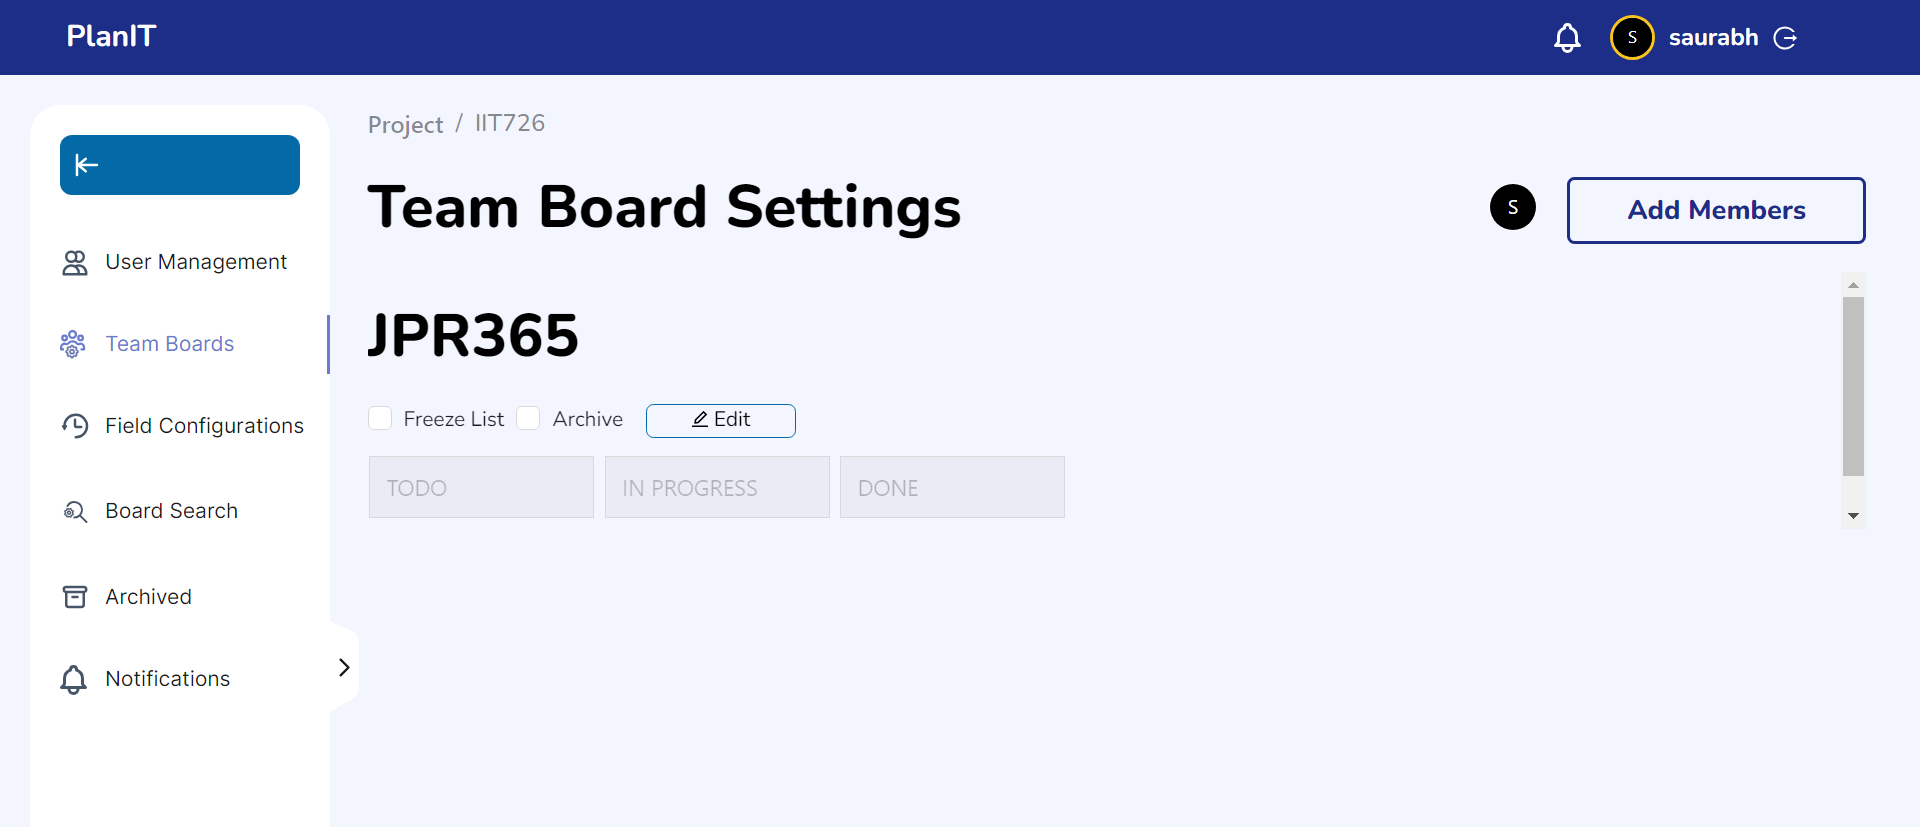 PlanIT
S saurabh
Project / IIT726
Team Board Settings
S
Add Members
User Management
Team Boards
Field Configurations
Board Search
Archived
Notifications
JPR365
Freeze List Archive Edit
TODO IN PROGRESS DONE